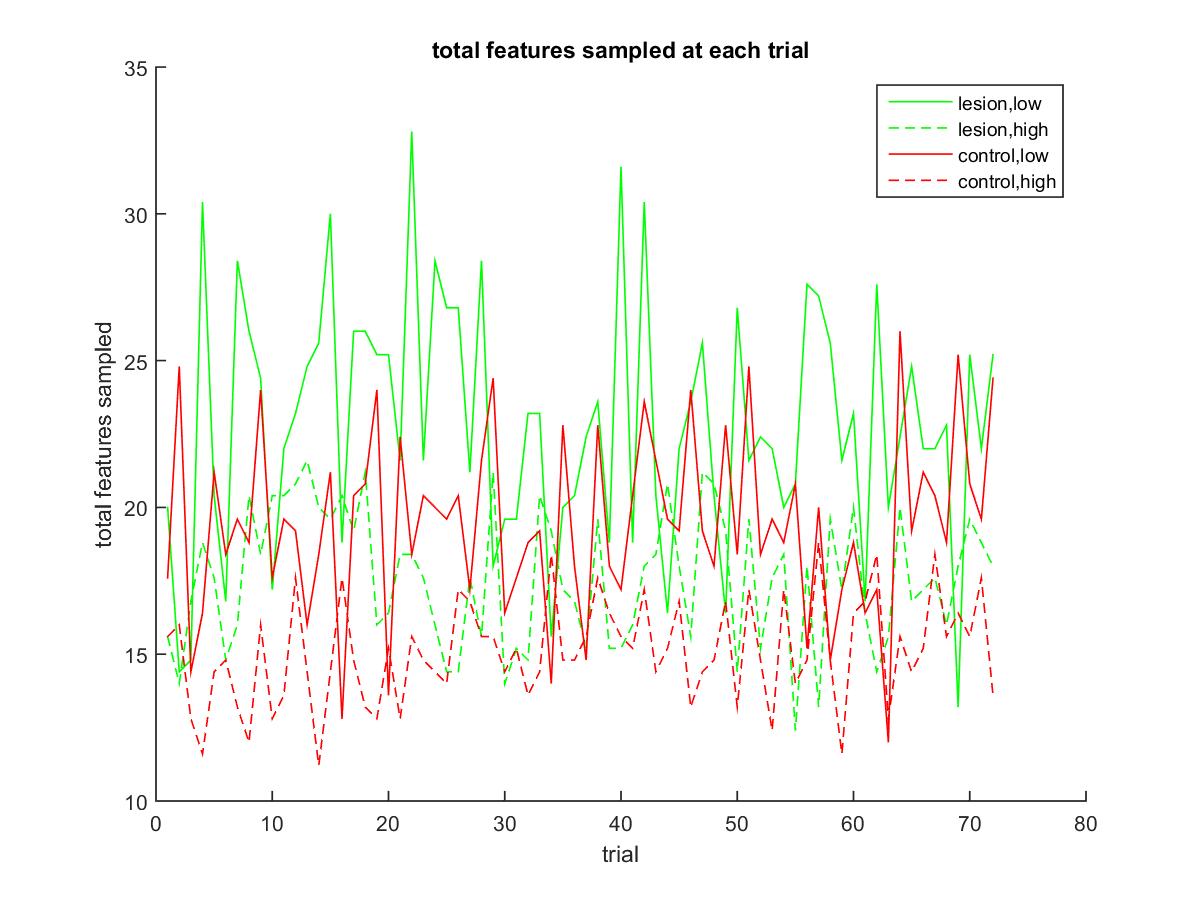 total features sampled at each trial
35
lesion,low
lesion,high
control,low
control,high
30
25
20
15
10
total features sampled
0
10
20
30
40
50
60
70
80
trial